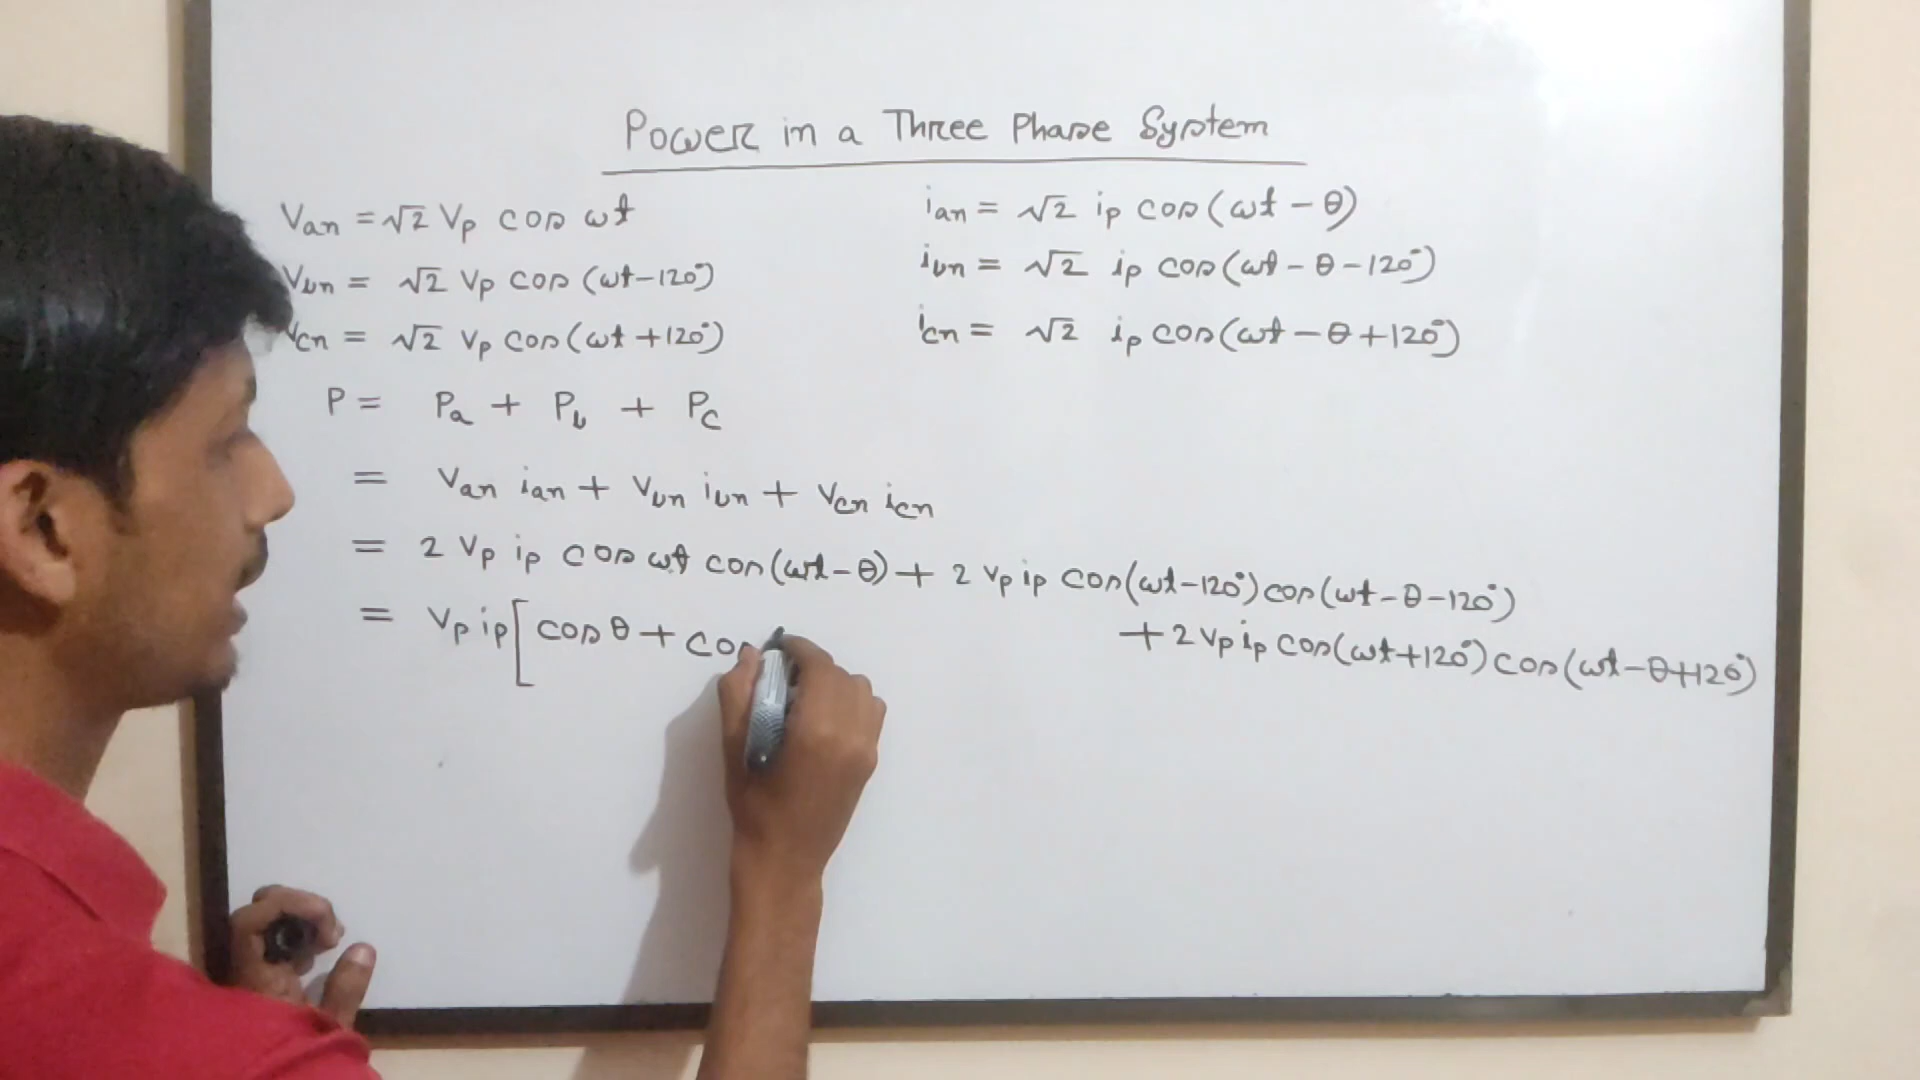 Power in a Three Phase System
Van = √2 Vp cos ωt
ian = √2 ip cos(ωt - θ)
Vbn = √2 Vp cos (ωt-120°)
ibn = √2 ip cos(ωt - θ - 120°)
Vcn = √2 Vp cos(ωt + 120°)
icn = √2 ip cos(ωt - θ + 120°)
P = Pa + Pb + Pc
= Van ian + Vbn ibn + Vcn icn
= 2 Vp ip cos ωt cos(ωt - θ) + 2 Vp ip cos(ωt-120°) cos(ωt - θ - 120°)
+ 2 Vp ip cos(ωt+120°) cos(ωt - θ + 120°)
= Vp ip [cos θ + cos